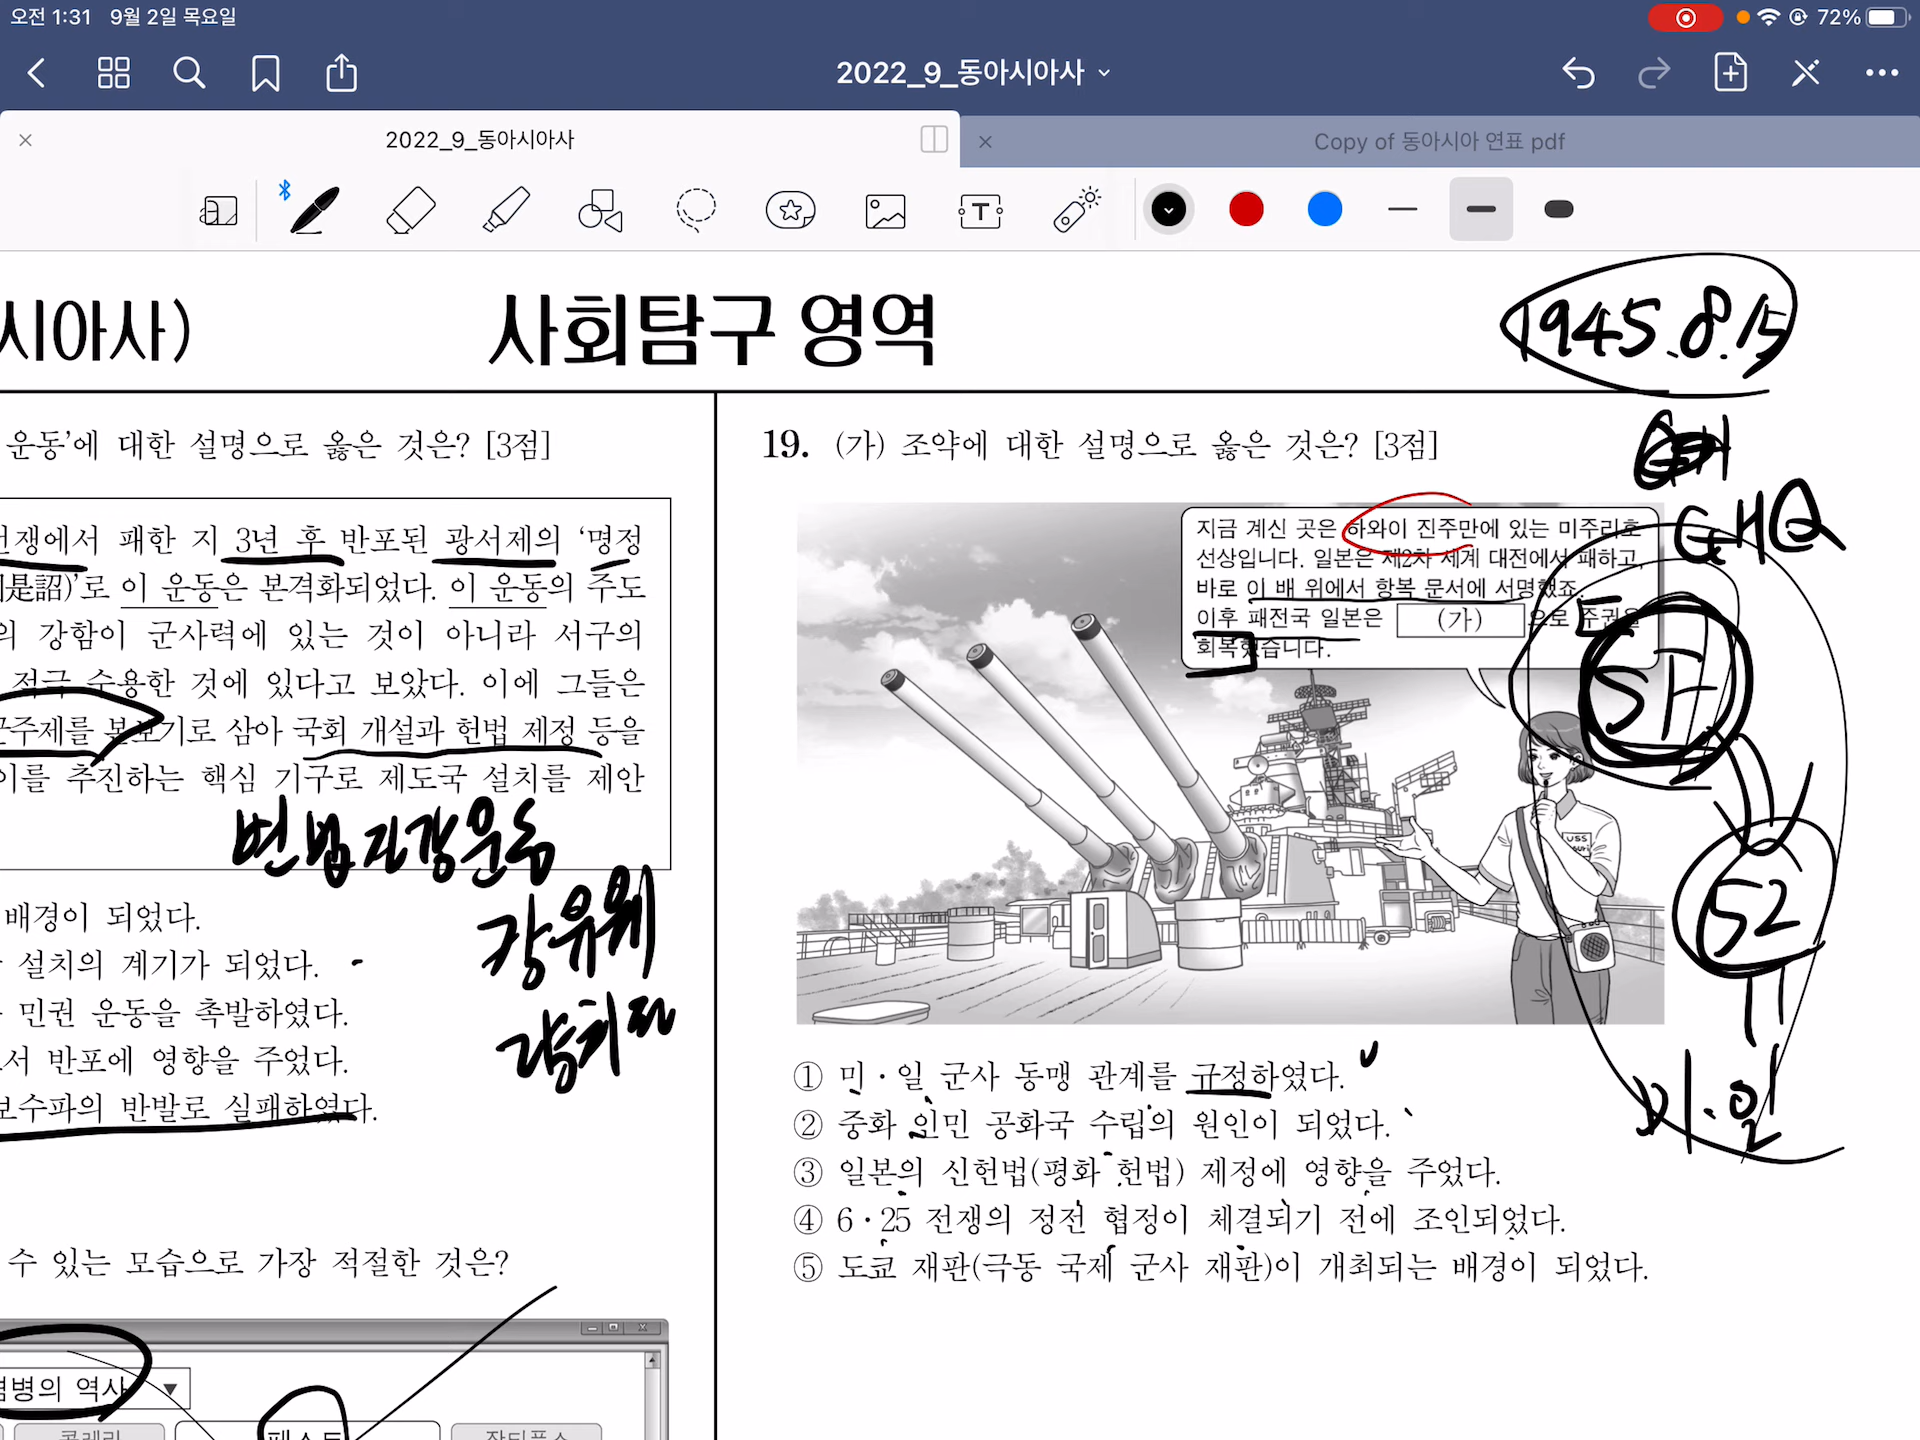 오전 1:31 9월 2일 목요일
72%
2022_9_동아시아사
2022_9_동아시아사
Copy of 동아시아 연표 pdf
시아사)
사회탐구 영역
1945.8.15
운동’에 대한 설명으로 옳은 것은? [3점]
전쟁에서 패한 지 3년 후 반포된 광서제의 ‘명정
是詔)’로 이 운동은 본격화되었다. 이 운동의 주도
의 강함이 군사력에 있는 것이 아니라 서구의
적극 수용한 것에 있다고 보았다. 이에 그들은
군주제를 본보기로 삼아 국회 개설과 헌법 제정 등을
이를 추진하는 핵심 기구로 제도국 설치를 제안
변법자강운동
캉유웨이
량치차오
배경이 되었다.
설치의 계기가 되었다.
민권 운동을 촉발하였다.
서 반포에 영향을 주었다.
보수파의 반발로 실패하였다.
수 있는 모습으로 가장 적절한 것은?
염병의 역사
콜레라
페스트
장티푸스
19. (가) 조약에 대한 설명으로 옳은 것은? [3점]
지금 계신 곳은 하와이 진주만에 있는 미주리호
선상입니다. 일본은 제2차 세계 대전에서 패하고,
바로 이 배 위에서 항복 문서에 서명했죠.
이후 패전국 일본은 (가) 으로 주권을
회복했습니다.
GHQ
SF
52
미·일
USS
① 미·일 군사 동맹 관계를 규정하였다.
② 중화 인민 공화국 수립의 원인이 되었다.
③ 일본의 신헌법(평화 헌법) 제정에 영향을 주었다.
④ 6·25 전쟁의 정전 협정이 체결되기 전에 조인되었다.
⑤ 도쿄 재판(극동 국제 군사 재판)이 개최되는 배경이 되었다.